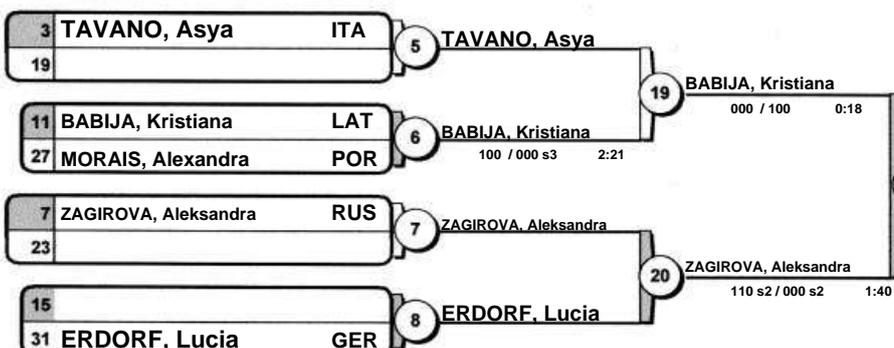 3 TAVANO, Asya ITA
19
5 TAVANO, Asya
11 BABIJA, Kristiana LAT
27 MORAIS, Alexandra POR
6 BABIJA, Kristiana
100 / 000 s3 2:21
19 BABIJA, Kristiana
000 / 100 0:18
7 ZAGIROVA, Aleksandra RUS
23
7 ZAGIROVA, Aleksandra
15
31 ERDORF, Lucia GER
8 ERDORF, Lucia
20 ZAGIROVA, Aleksandra
110 s2 / 000 s2 1:40